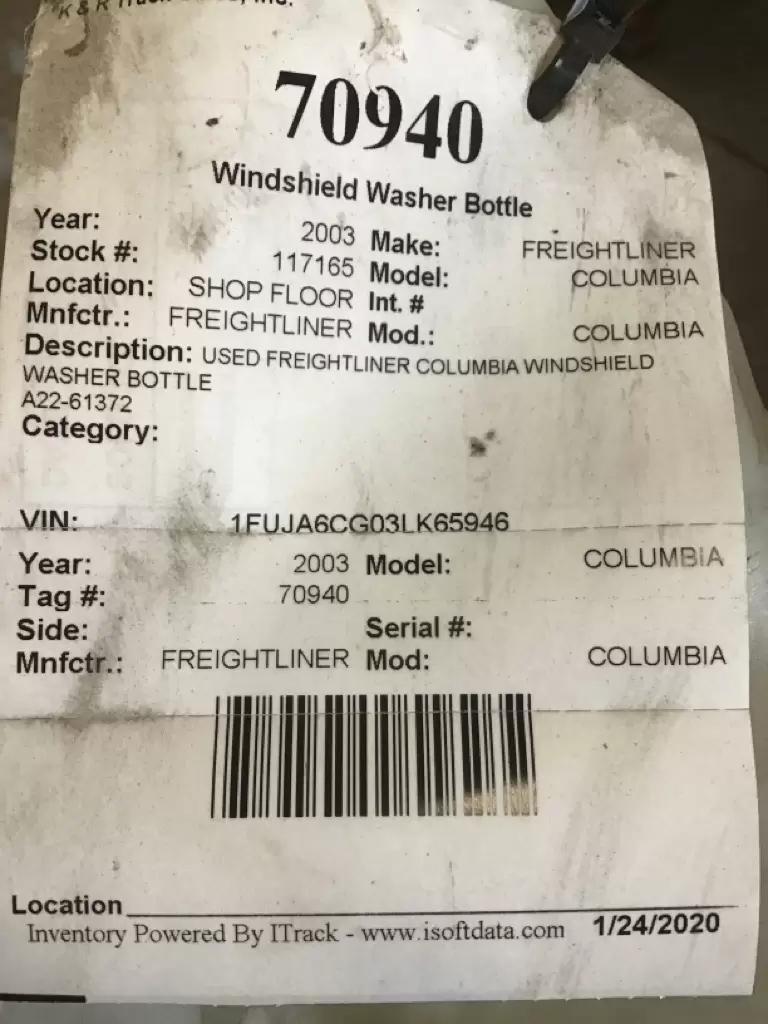 K & R
70940
Windshield Washer Bottle
Year: 2003 Make: FREIGHTLINER
Stock #: 117165 Model: COLUMBIA
Location: SHOP FLOOR Int. #
Mnfctr.: FREIGHTLINER Mod.: COLUMBIA
Description: USED FREIGHTLINER COLUMBIA WINDSHIELD
WASHER BOTTLE
A22-61372
Category:
VIN: 1FUJA6CG03LK65946
Year: 2003 Model: COLUMBIA
Tag #: 70940
Side: Serial #:
Mnfctr.: FREIGHTLINER Mod: COLUMBIA
Location
Inventory Powered By ITrack - www.isoftdata.com 1/24/2020